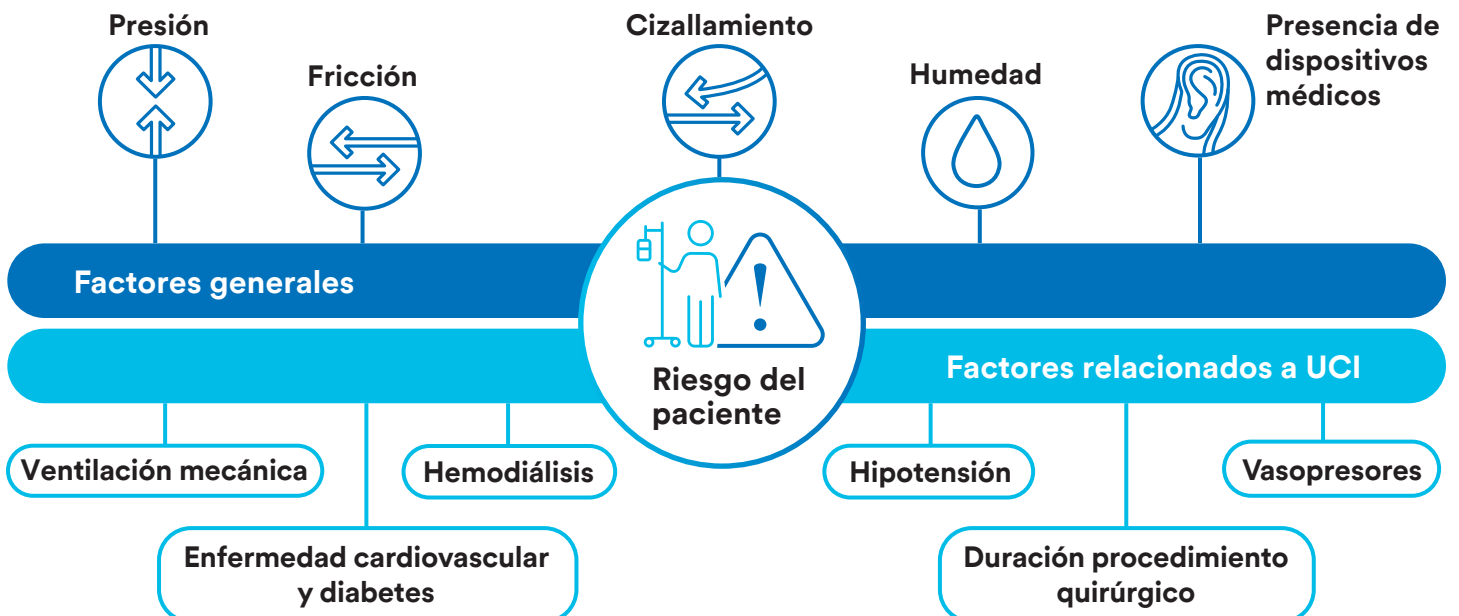 Presión
Fricción
Cizallamiento
Humedad
Presencia de
dispositivos
médicos
Factores generales
Riesgo del
paciente
Factores relacionados a UCI
Ventilación mecánica
Hemodiálisis
Hipotensión
Vasopresores
Enfermedad cardiovascular
y diabetes
Duración procedimiento
quirúrgico